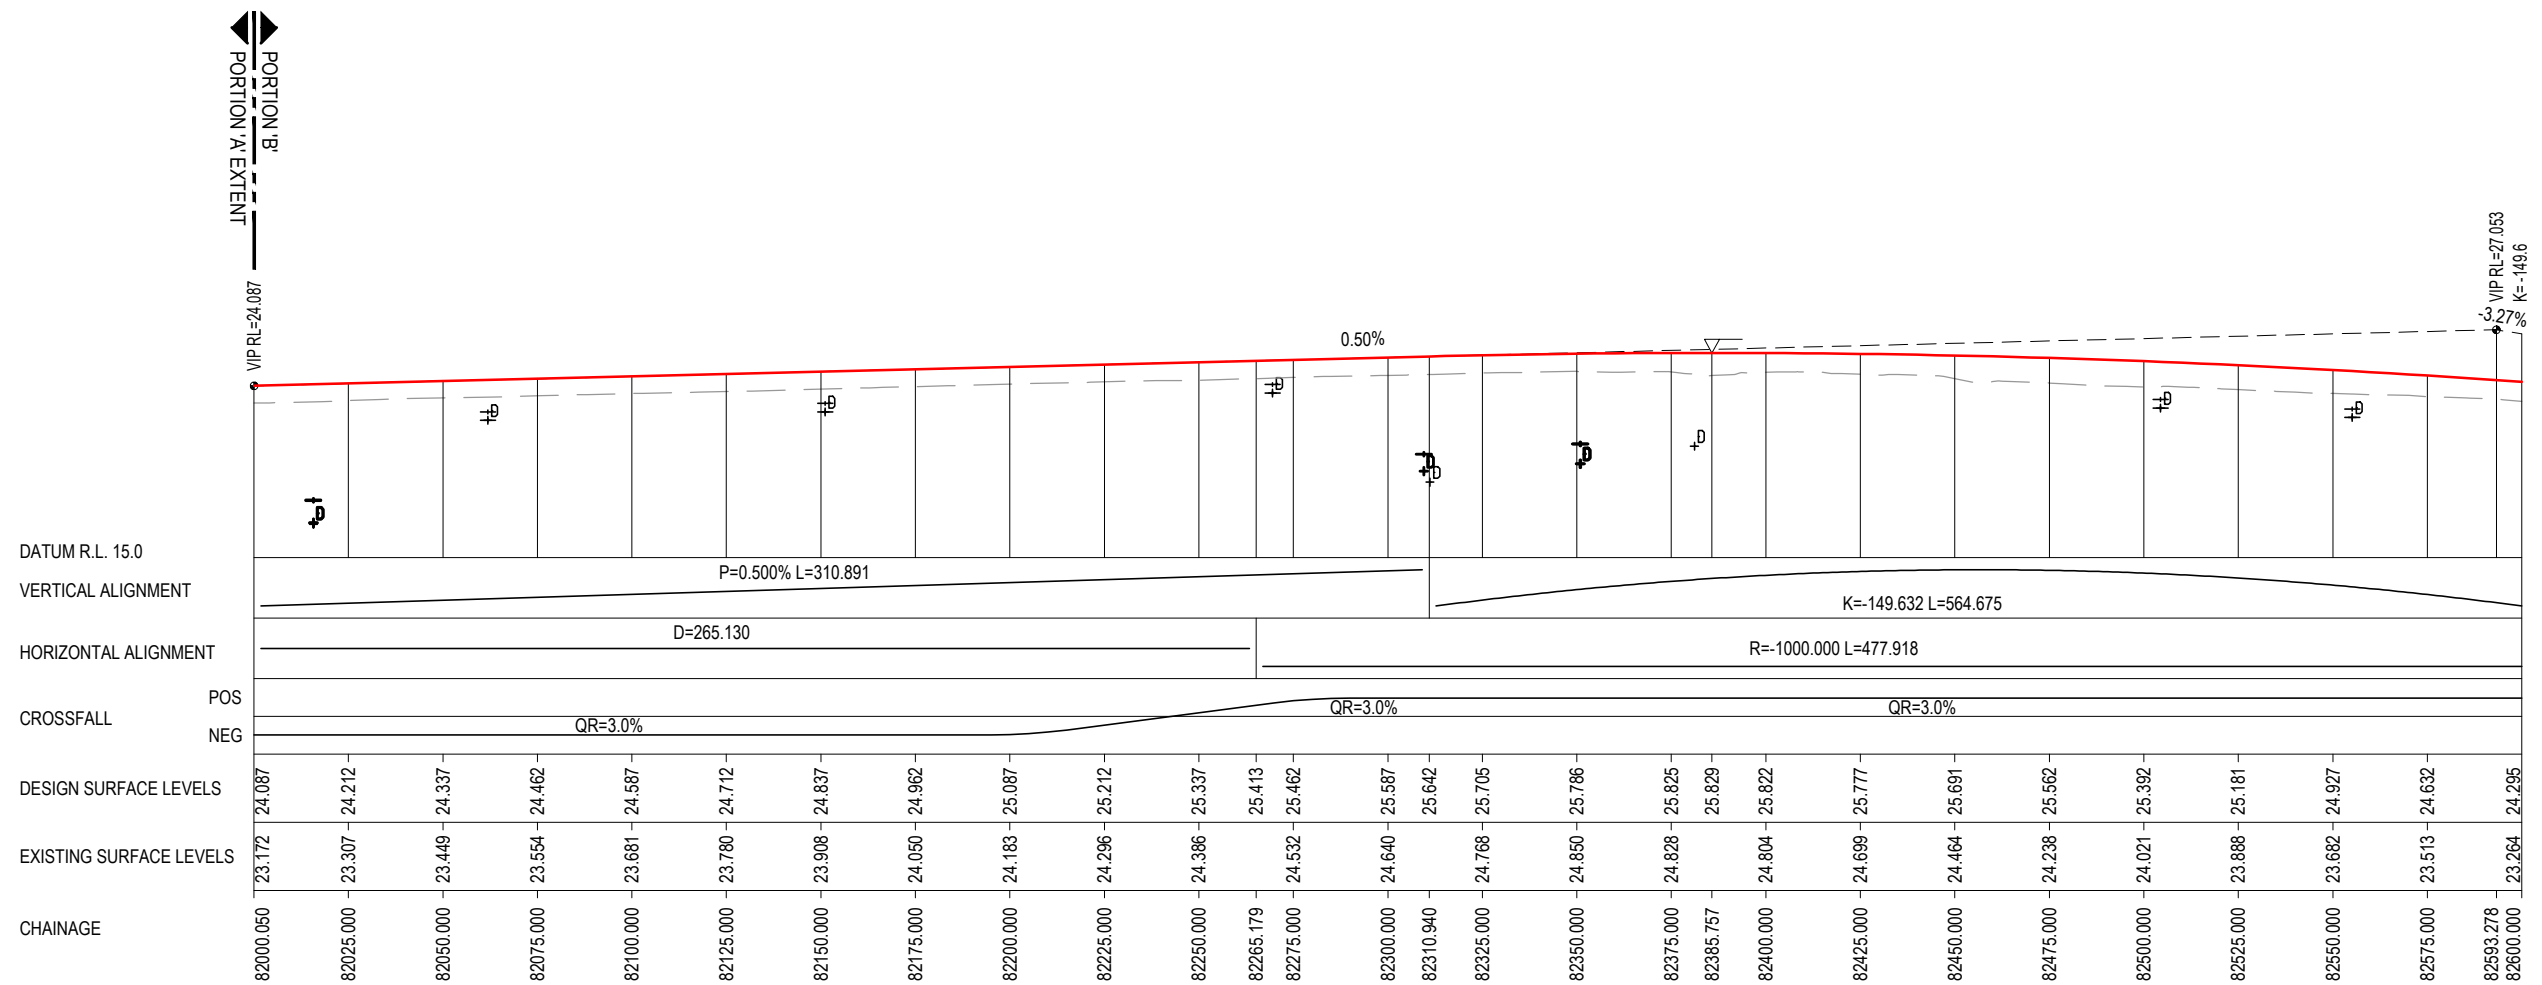 PORTION 'A' EXTENT
PORTION 'B'
VIP RL=24.087
0.50%
VIP RL=27.053
K= -149.6
-3.27%
D
D
D
D
D
D
D
D
D
D
DATUM R.L. 15.0
VERTICAL ALIGNMENT
P=0.500% L=310.891
K=-149.632 L=564.675
HORIZONTAL ALIGNMENT
D=265.130
R=-1000.000 L=477.918
CROSSFALL
POS
NEG
QR=3.0%
QR=3.0%
QR=3.0%
DESIGN SURFACE LEVELS
24.087 24.212 24.337 24.462 24.587 24.712 24.837 24.962 25.087 25.212 25.337 25.413 25.462 25.587 25.642 25.705 25.786 25.825 25.829 25.822 25.777 25.691 25.562 25.392 25.181 24.927 24.632 24.295
EXISTING SURFACE LEVELS
23.172 23.307 23.449 23.554 23.681 23.780 23.908 24.050 24.183 24.296 24.386 24.532 24.640 24.768 24.850 24.828 24.804 24.699 24.464 24.238 24.021 23.888 23.682 23.513 23.264
CHAINAGE
82000.050 82025.000 82050.000 82075.000 82100.000 82125.000 82150.000 82175.000 82200.000 82225.000 82250.000 82265.179 82275.000 82300.000 82310.940 82325.000 82350.000 82375.000 82385.757 82400.000 82425.000 82450.000 82475.000 82500.000 82525.000 82550.000 82575.000 82593.278 82600.000